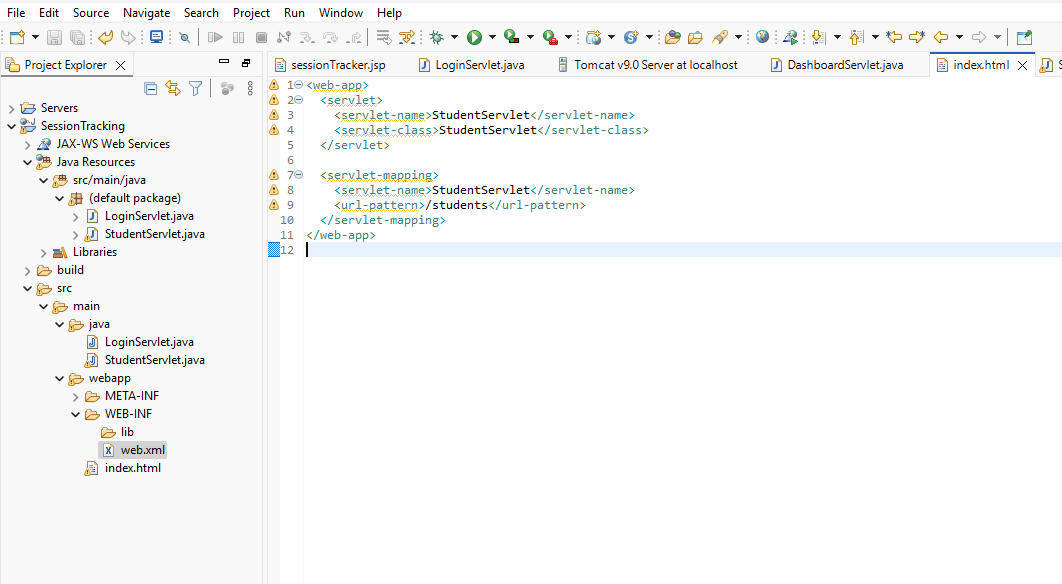 File Edit Source Navigate Search Project Run Window Help
Project Explorer
sessionTracker.jsp LoginServlet.java Tomcat v9.0 Server at localhost DashboardServlet.java index.html S
Servers
SessionTracking
JAX-WS Web Services
Java Resources
src/main/java
(default package)
LoginServlet.java
StudentServlet.java
Libraries
build
src
main
java
LoginServlet.java
StudentServlet.java
webapp
META-INF
WEB-INF
lib
web.xml
index.html
1 <web-app>
2 <servlet>
3 <servlet-name>StudentServlet</servlet-name>
4 <servlet-class>StudentServlet</servlet-class>
5 </servlet>
6
7 <servlet-mapping>
8 <servlet-name>StudentServlet</servlet-name>
9 <url-pattern>/students</url-pattern>
10 </servlet-mapping>
11 </web-app>
12